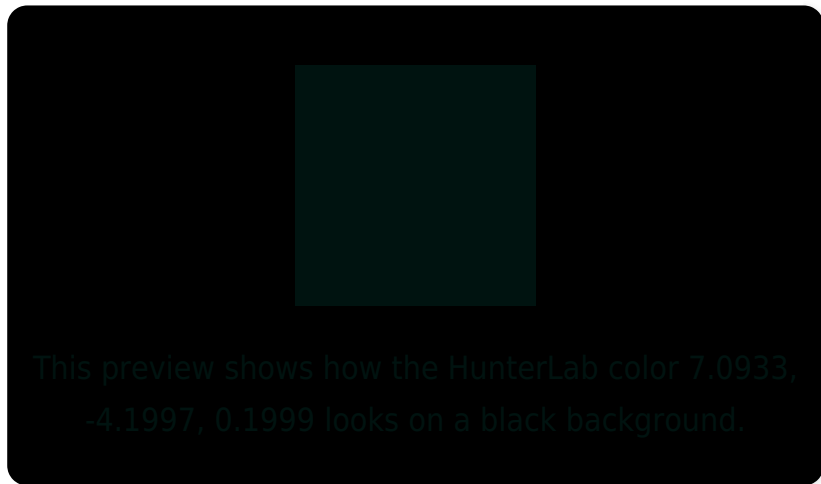 This preview shows how the HunterLab color 7.0933,
-4.1997, 0.1999 looks on a black background.